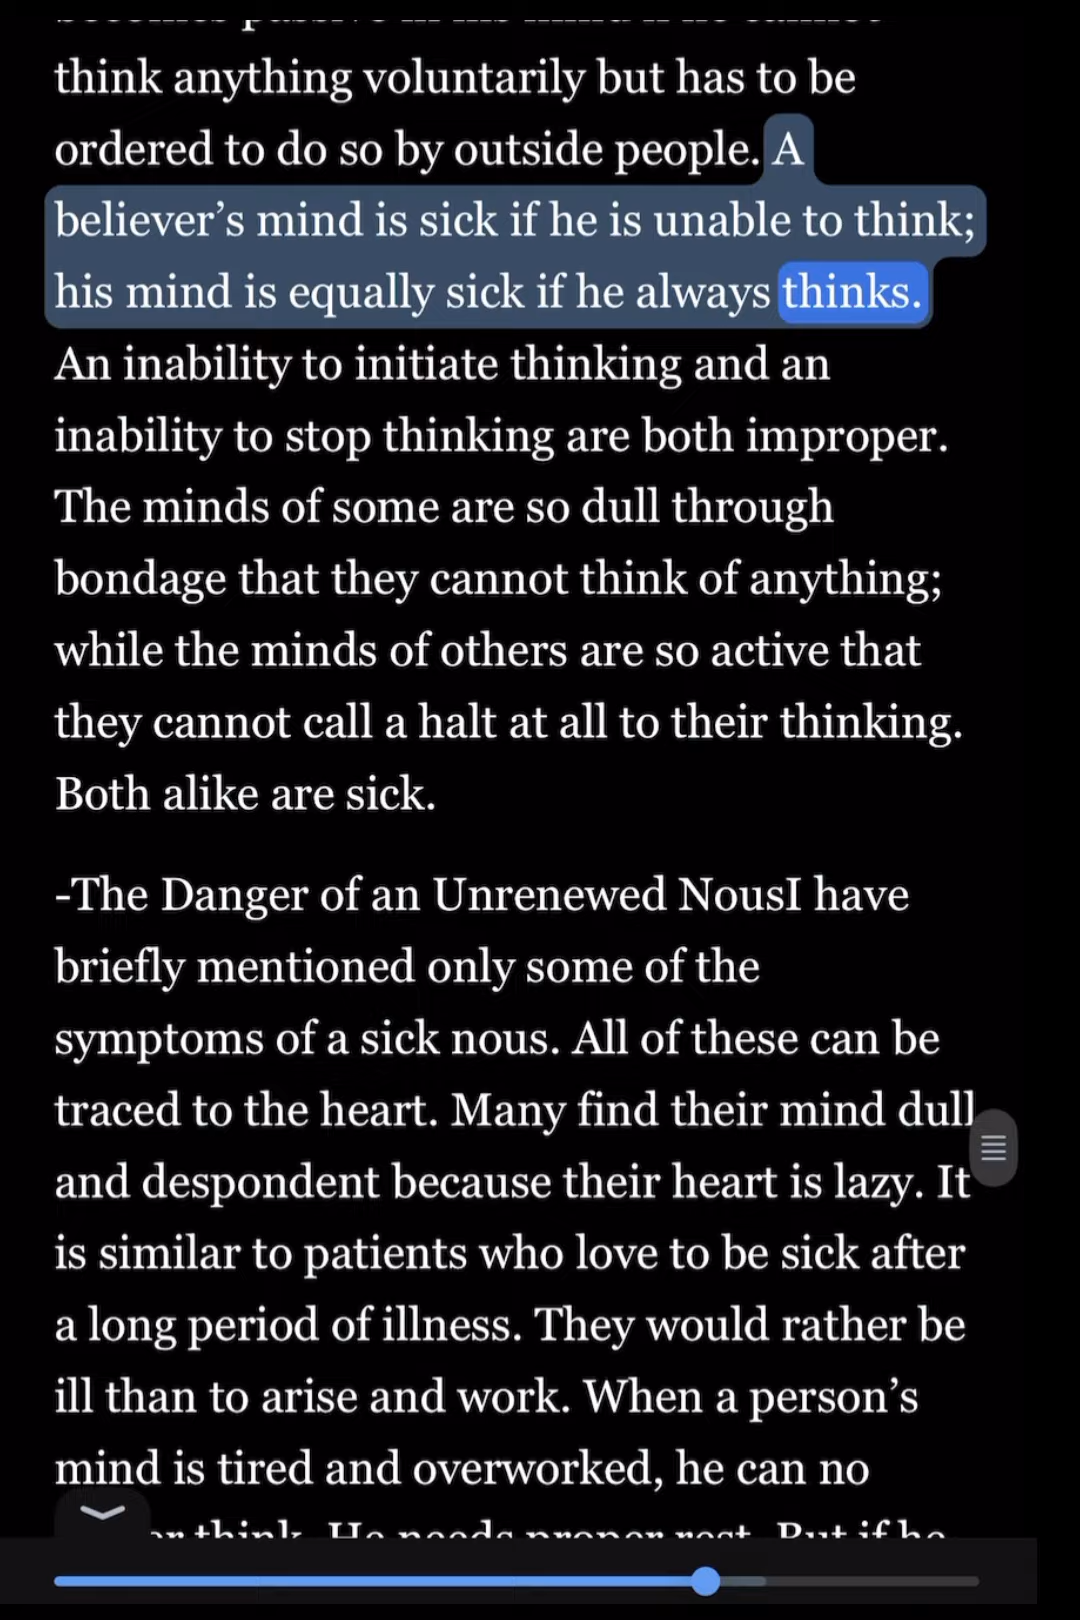 think anything voluntarily but has to be
ordered to do so by outside people. A
believer’s mind is sick if he is unable to think;
his mind is equally sick if he always thinks.
An inability to initiate thinking and an
inability to stop thinking are both improper.
The minds of some are so dull through
bondage that they cannot think of anything;
while the minds of others are so active that
they cannot call a halt at all to their thinking.
Both alike are sick.
-The Danger of an Unrenewed NousI have
briefly mentioned only some of the
symptoms of a sick nous. All of these can be
traced to the heart. Many find their mind dull
and despondent because their heart is lazy. It
is similar to patients who love to be sick after
a long period of illness. They would rather be
ill than to arise and work. When a person’s
mind is tired and overworked, he can no
think. He needs proper rest. But if he